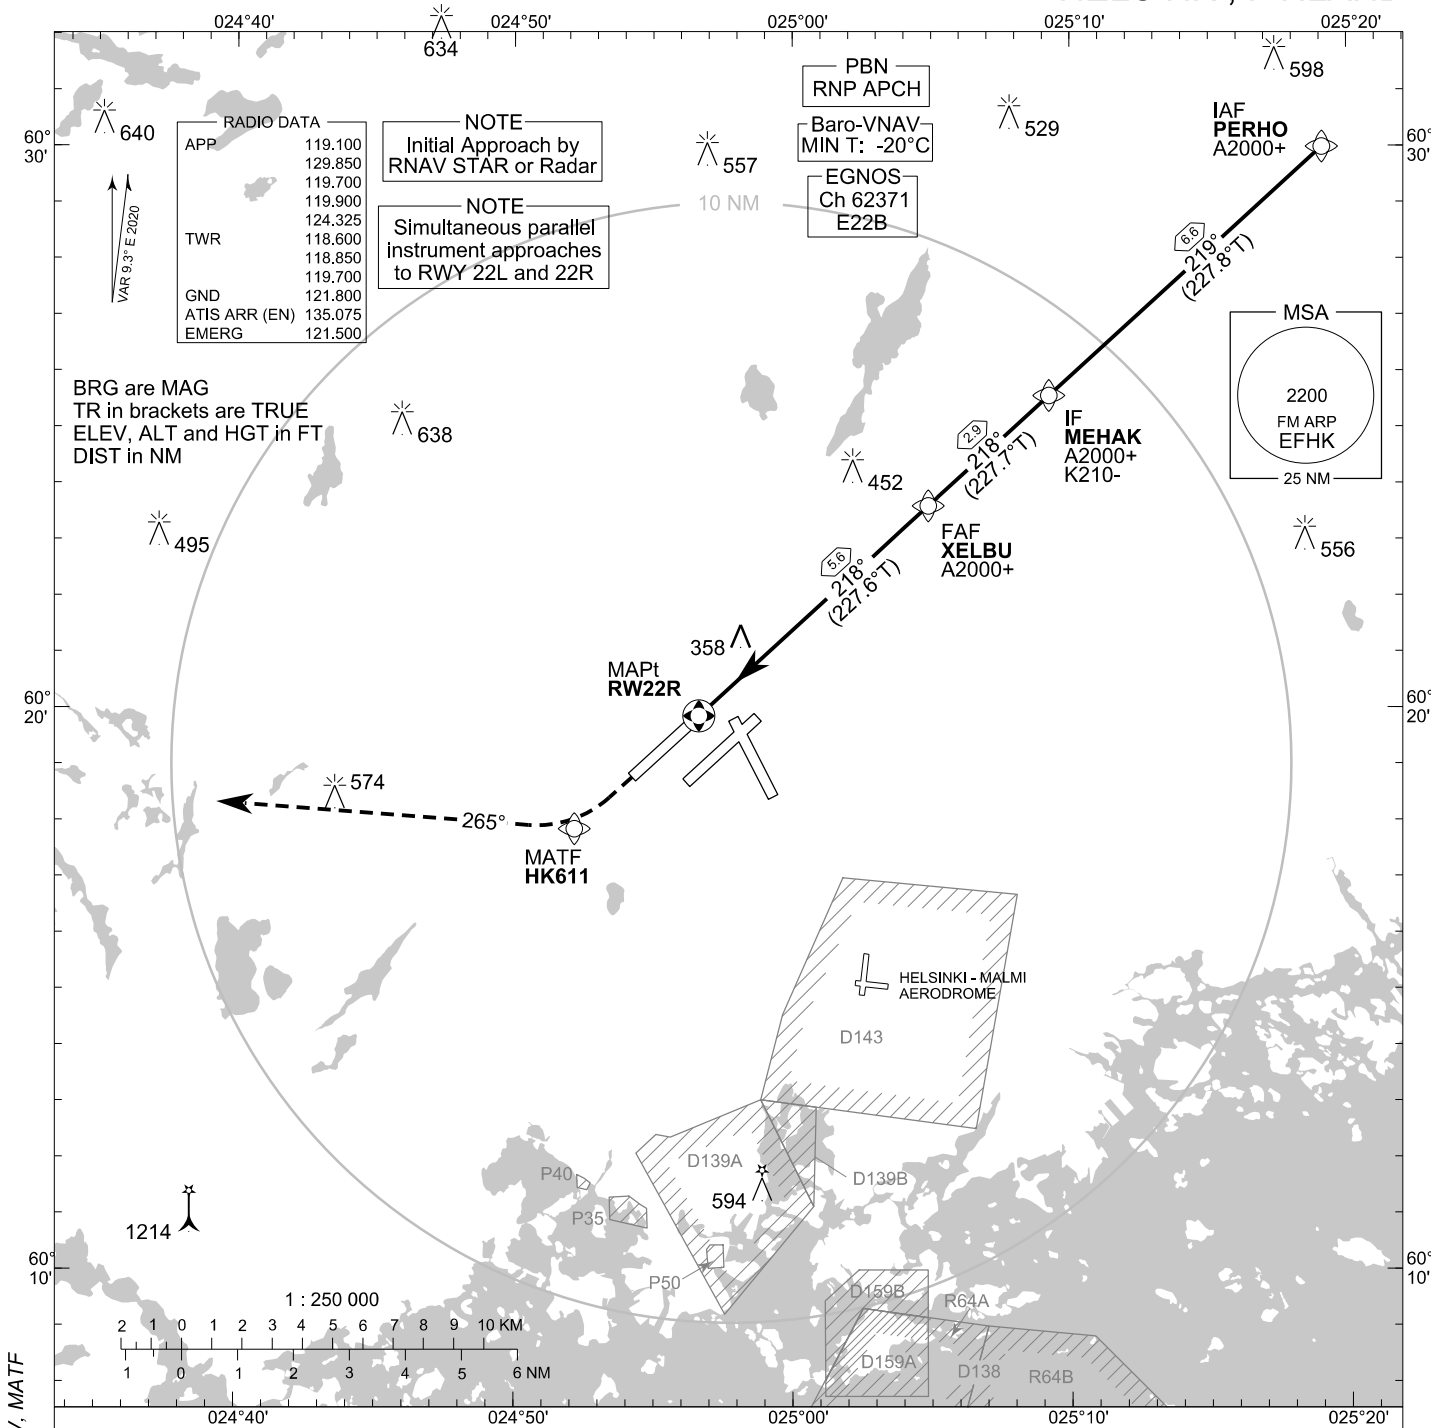 024°40'
024°50'
025°00'
025°10'
025°20'
634
598
640
557
529
60°
30'
60°
30'
RADIO DATA
APP 119.100
129.850
119.700
119.900
124.325
TWR 118.600
118.850
119.700
GND 121.800
ATIS ARR (EN) 135.075
EMERG 121.500
NOTE
Initial Approach by
RNAV STAR or Radar
NOTE
Simultaneous parallel
instrument approaches
to RWY 22L and 22R
PBN
RNP APCH
Baro-VNAV
MIN T: -20°C
EGNOS
Ch 62371
E22B
IAF
PERHO
A2000+
VAR 9.3° E 2020
10 NM
6.6
219°
(227.8°T)
MSA
2200
FM ARP
EFHK
25 NM
BRG are MAG
TR in brackets are TRUE
ELEV, ALT and HGT in FT
DIST in NM
638
452
495
556
IF
MEHAK
A2000+
K210-
2.9
218°
(227.7°T)
FAF
XELBU
A2000+
5.6
218°
(227.6°T)
358
MAPt
RW22R
60°
20'
60°
20'
574
265°
MATF
HK611
HELSINKI - MALMI
AERODROME
D143
D139A
D139B
594
P40
P35
P50
1214
60°
10'
60°
10'
D159B
R64A
D159A
D138
R64B
1 : 250 000
2 1 0 1 2 3 4 5 6 7 8 9 10 KM
1 0 1 2 3 4 5 6 NM
, MATF
024°40'
024°50'
025°00'
025°10'
025°20'